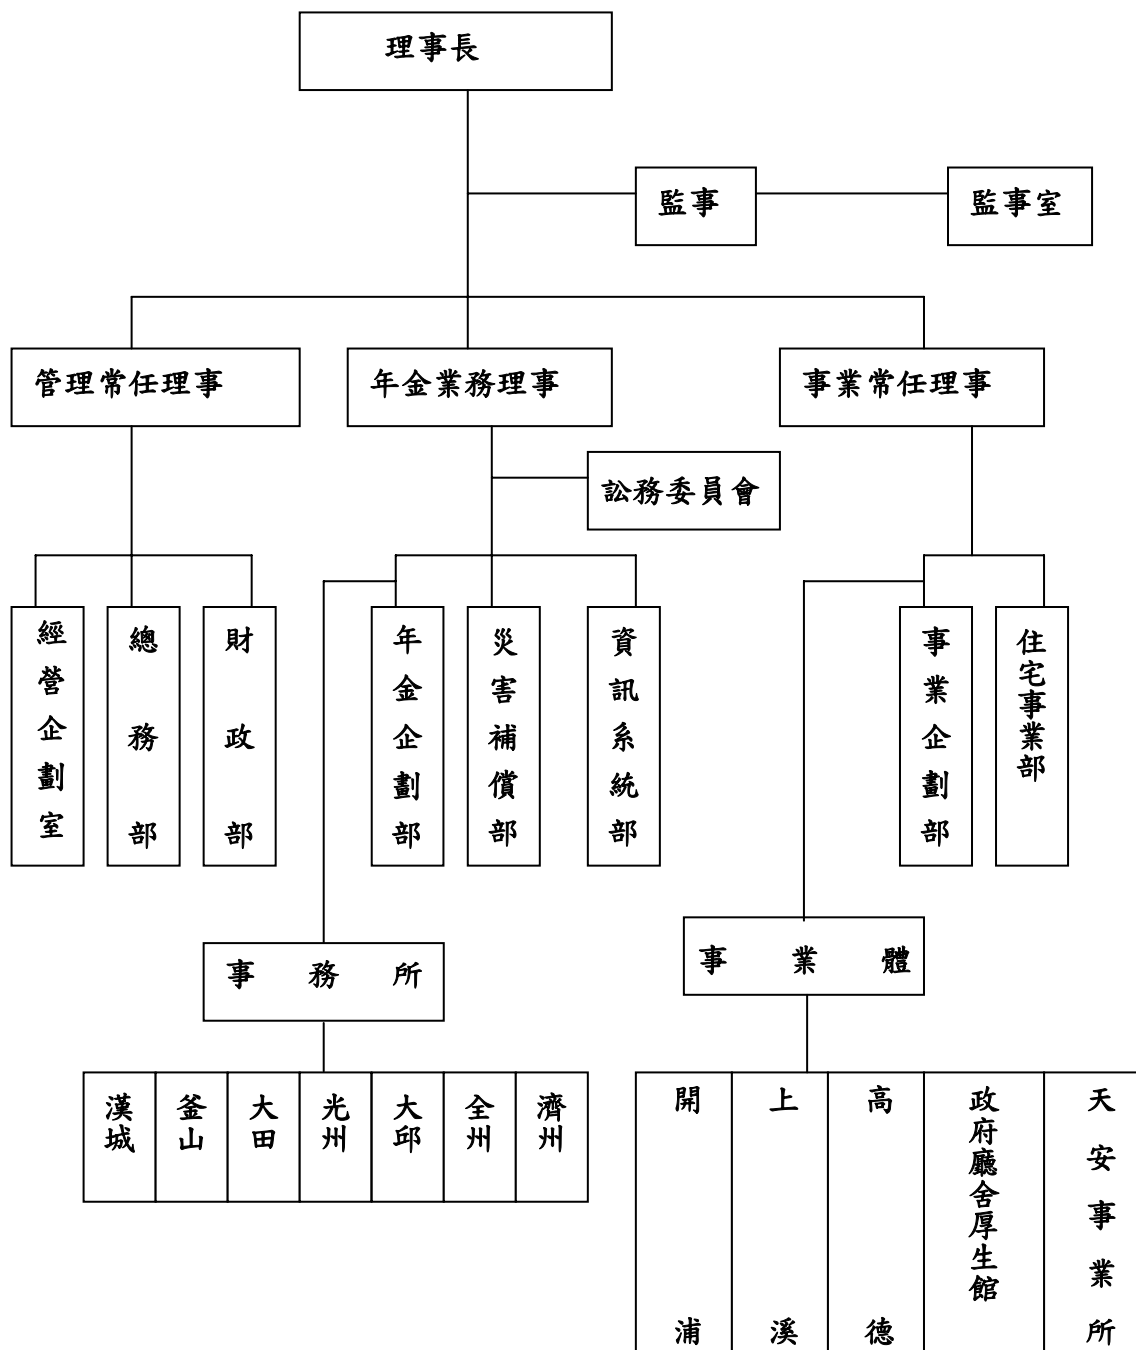 理事長
監事
監事室
管理常任理事
年金業務理事
事業常任理事
訟務委員會
經營企劃室
總務部
財政部
年金企劃部
災害補償部
資訊系統部
事業企劃部
住宅事業部
事務所
事業體
漢城
釜山
大田
光州
大邱
全州
濟州
開浦
上溪
高德
政府廳舍厚生館
天安事業所